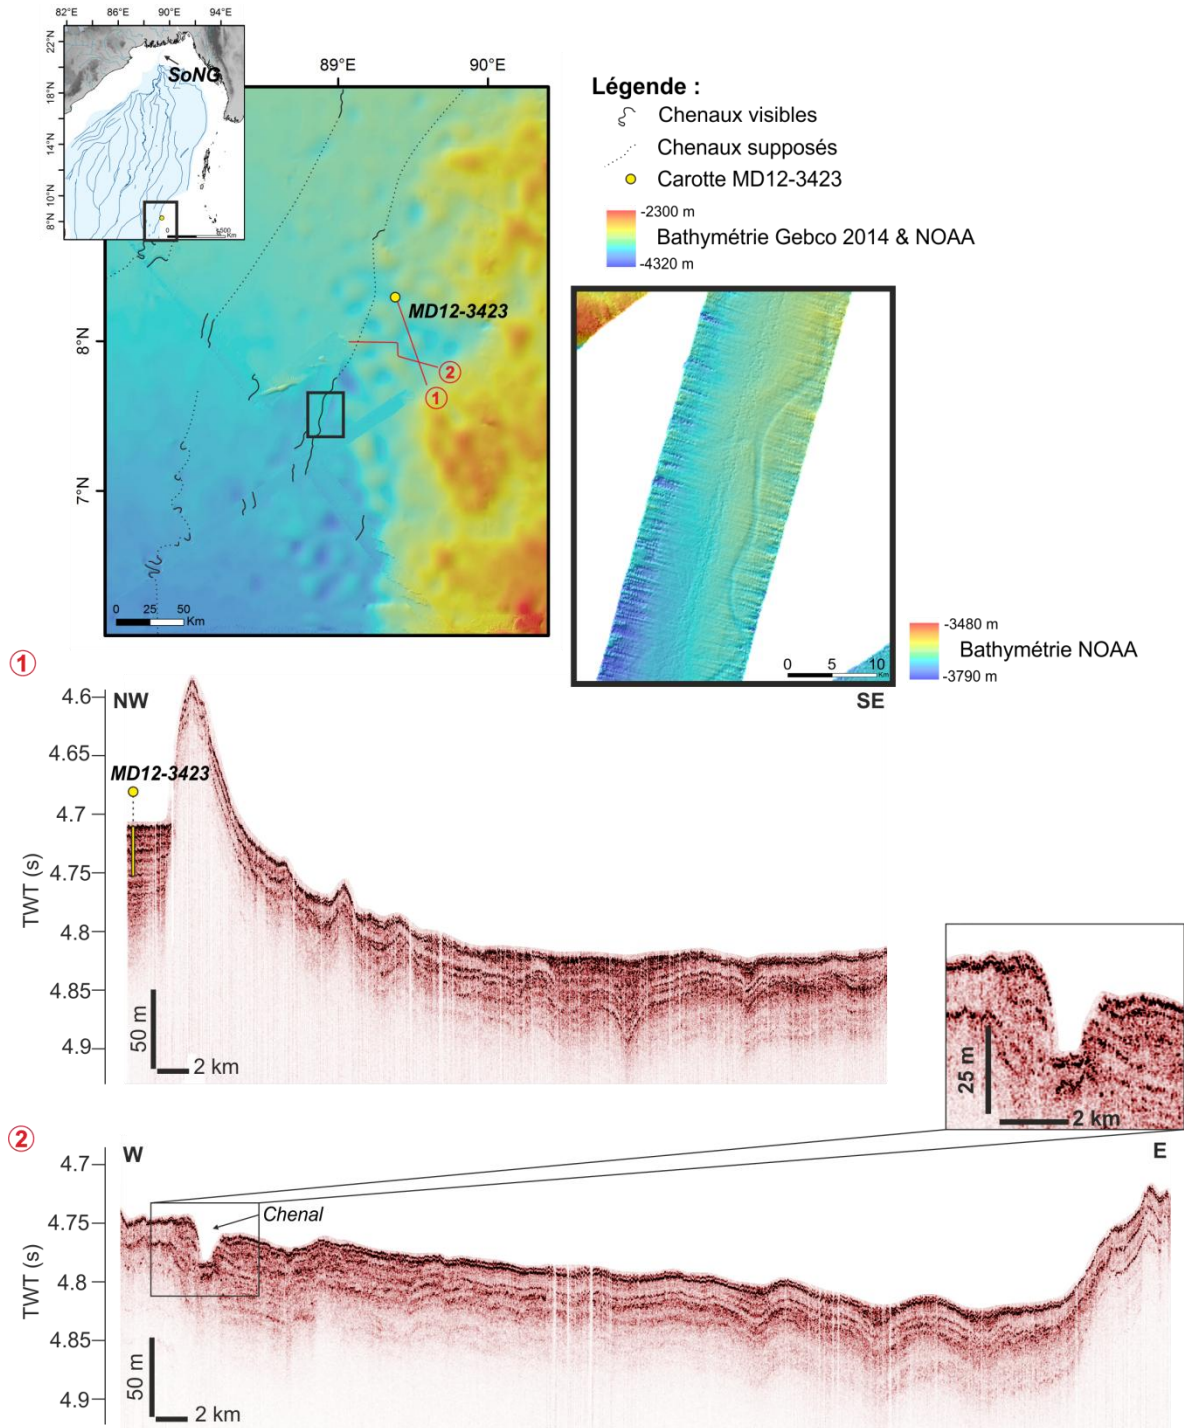 82°E 86°E 90°E 94°E
22°N
18°N
14°N
10°N
8°N
SoNG
0 500
Km
89°E 90°E
8°N
7°N
MD12-3423
②
①
0 25 50
Km
Légende :
Chenaux visibles
Chenaux supposés
Carotte MD12-3423
-2300 m
Bathymétrie Gebco 2014 & NOAA
-4320 m
0 5 10
Km
-3480 m
Bathymétrie NOAA
-3790 m
①
NW SE
MD12-3423
TWT (s)
4.6
4.65
4.7
4.75
4.8
4.85
4.9
50 m
2 km
25 m
2 km
②
W E
Chenal
TWT (s)
4.7
4.75
4.8
4.85
4.9
50 m
2 km